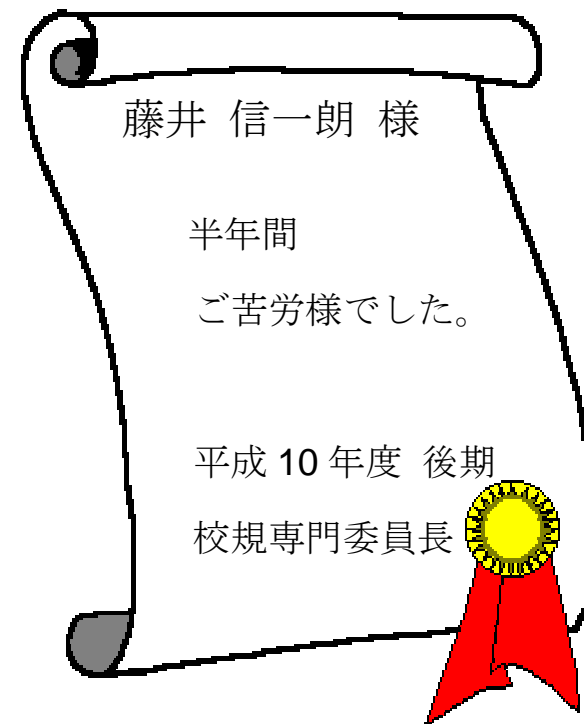 藤井 信一朗 様
半年間
ご苦労様でした。
平成 10 年度 後期
校規専門委員長